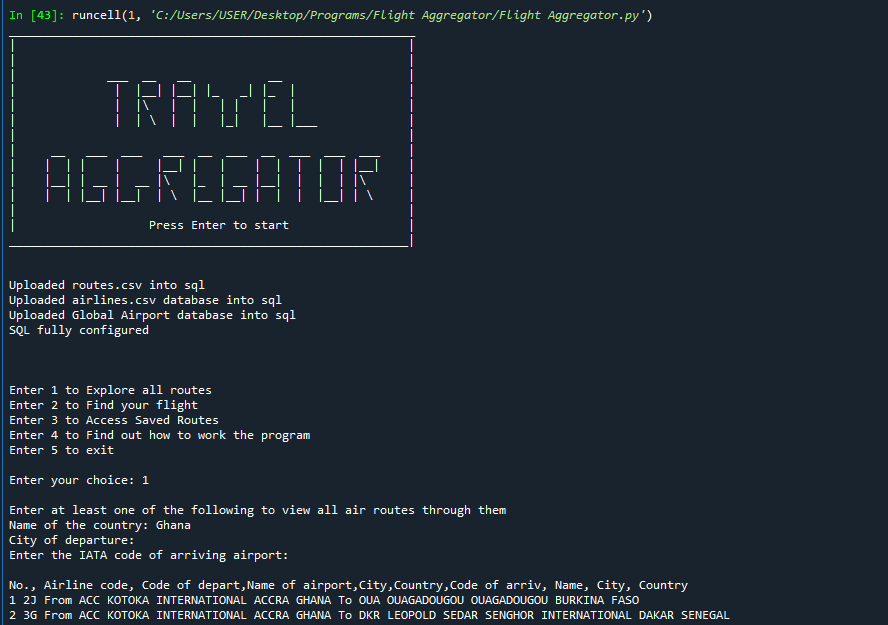 In [43]: runcell(1, 'C:/Users/USER/Desktop/Programs/Flight Aggregator/Flight Aggregator.py')
TRAVEL
AGGREGATOR
Press Enter to start
Uploaded routes.csv into sql
Uploaded airlines.csv database into sql
Uploaded Global Airport database into sql
SQL fully configured
Enter 1 to Explore all routes
Enter 2 to Find your flight
Enter 3 to Access Saved Routes
Enter 4 to Find out how to work the program
Enter 5 to exit
Enter your choice: 1
Enter at least one of the following to view all air routes through them
Name of the country: Ghana
City of departure:
Enter the IATA code of arriving airport:
No., Airline code, Code of depart,Name of airport,City,Country,Code of arriv, Name, City, Country
1 2J From ACC KOTOKA INTERNATIONAL ACCRA GHANA To OUA OUAGADOUGOU OUAGADOUGOU BURKINA FASO
2 3G From ACC KOTOKA INTERNATIONAL ACCRA GHANA To DKR LEOPOLD SEDAR SENGHOR INTERNATIONAL DAKAR SENEGAL